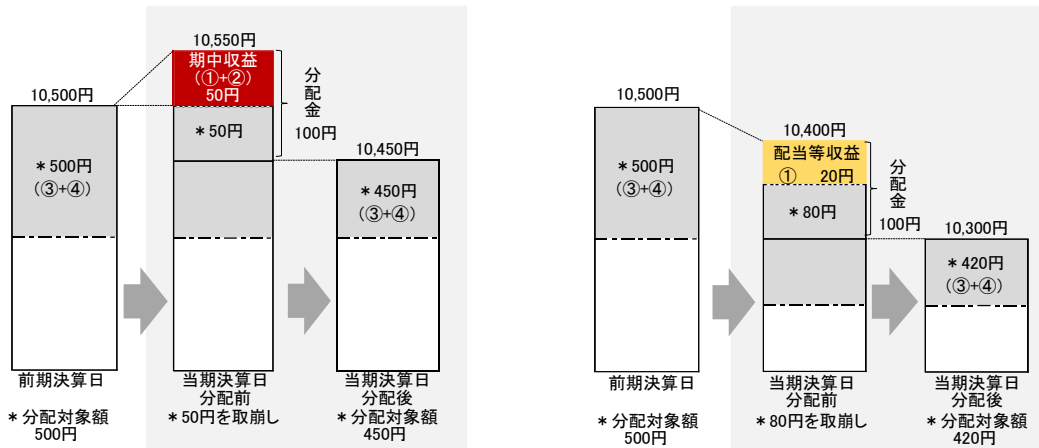 10,550円
期中収益
(①+②)
50円
分配金
10,500円
＊50円
100円
10,450円
＊500円
(③+④)
＊450円
(③+④)
前期決算日
当期決算日
分配前
当期決算日
分配後
＊分配対象額
500円
＊50円を取崩し
＊分配対象額
450円
10,500円
10,400円
配当等収益
① 20円
分配金
＊500円
(③+④)
＊80円
100円
10,300円
＊420円
(③+④)
前期決算日
当期決算日
分配前
当期決算日
分配後
＊分配対象額
500円
＊80円を取崩し
＊分配対象額
420円